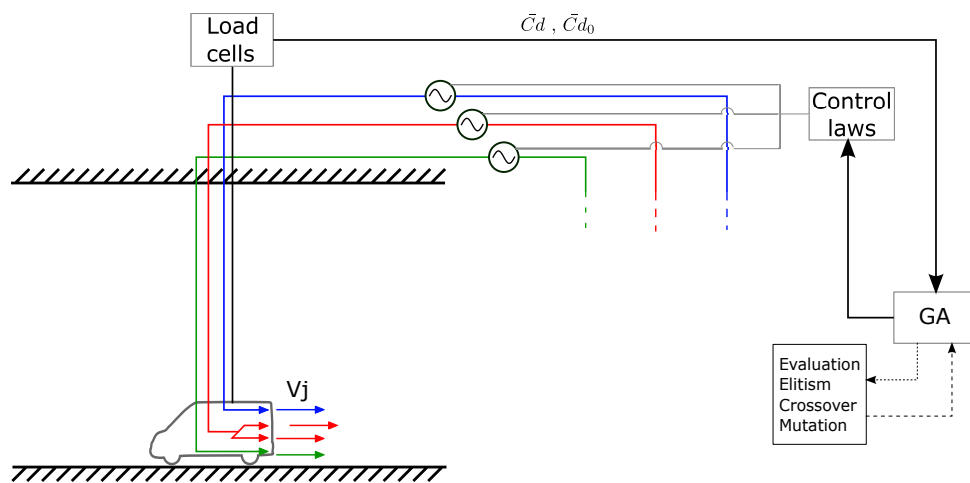 Load
cells
C̄d , C̄d₀
Control
laws
GA
Evaluation
Elitism
Crossover
Mutation
Vj